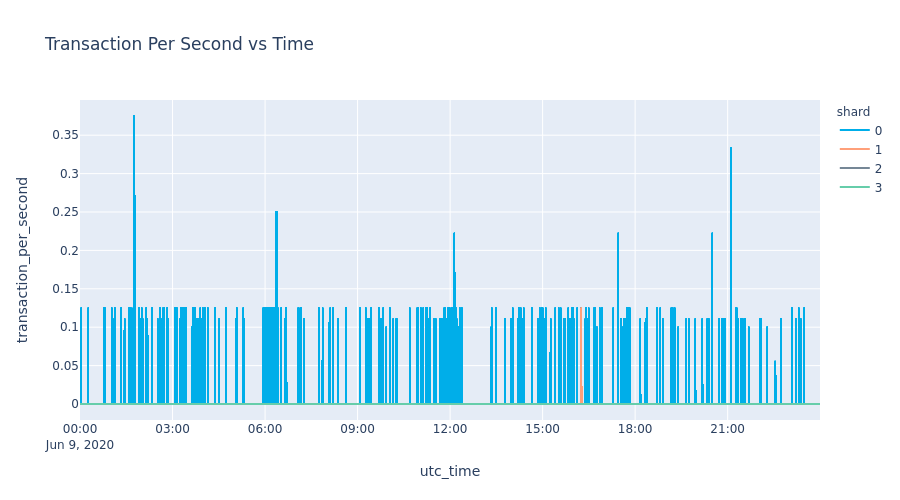 Transaction Per Second vs Time
shard
0
1
2
3
transaction_per_second
0.35
0.3
0.25
0.2
0.15
0.1
0.05
0
00:00 03:00 06:00 09:00 12:00 15:00 18:00 21:00
Jun 9, 2020
utc_time